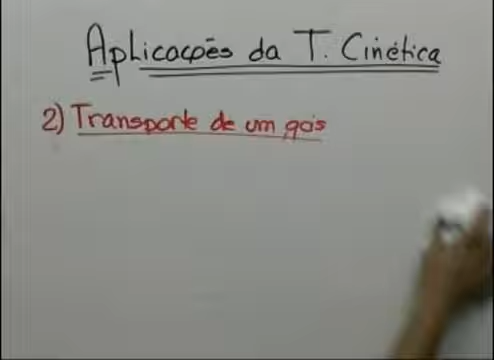 Aplicações da T. Cinética
2) Transporte de um gás